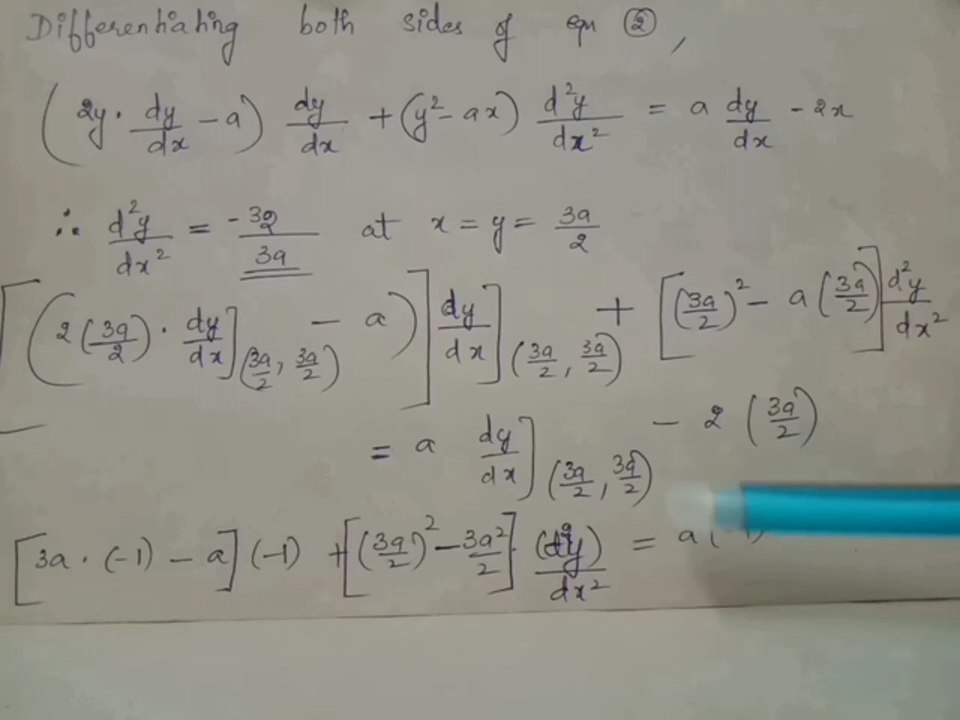 Differentiating both sides of eqn ②,
(2y · dy/dx − a) dy/dx + (y² − ax) d²y/dx² = a dy/dx − 2x
∴ d²y/dx² = −32/3a at x = y = 3a/2
[(2(3a/2) · dy/dx](3a/2, 3a/2) − a)] dy/dx](3a/2, 3a/2) + [(3a/2)² − a(3a/2)] d²y/dx²
= a dy/dx](3a/2, 3a/2) − 2(3a/2)
[3a · (−1) − a](−1) + [(3a/2)² − 3a²/2] · (d²y)/dx² = a(−1)